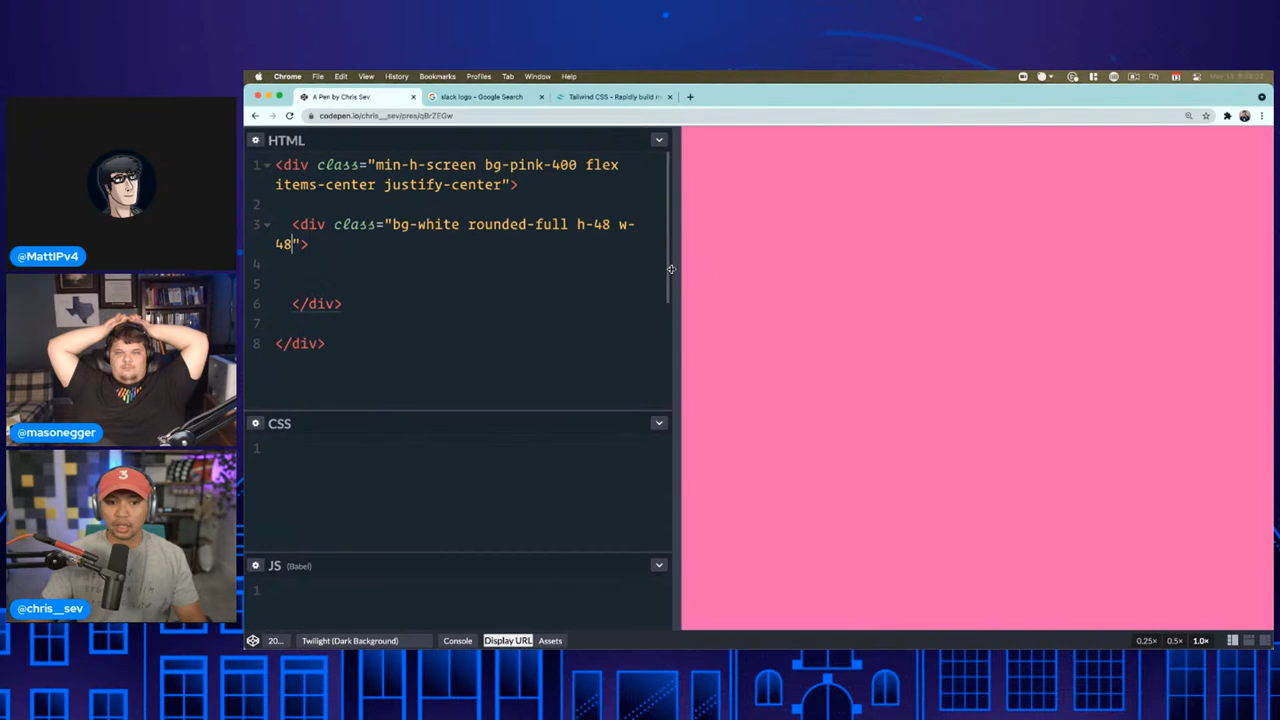 Chrome File Edit View History Bookmarks Profiles Tab Window Help
A Pen by Chris Sev
slack logo - Google Search
Tailwind CSS - Rapidly build m
codepen.io/chris__sev/pres/qBrZEGw
HTML
1 <div class="min-h-screen bg-pink-400 flex
items-center justify-center">
2
3 <div class="bg-white rounded-full h-48 w-
48">
4
5
6 </div>
7
8 </div>
CSS
1
JS (Babel)
1
20... Twilight (Dark Background) Console Display URL Assets 0.25× 0.5× 1.0×
@MattIPv4
@masonegger
3
@chris__sev